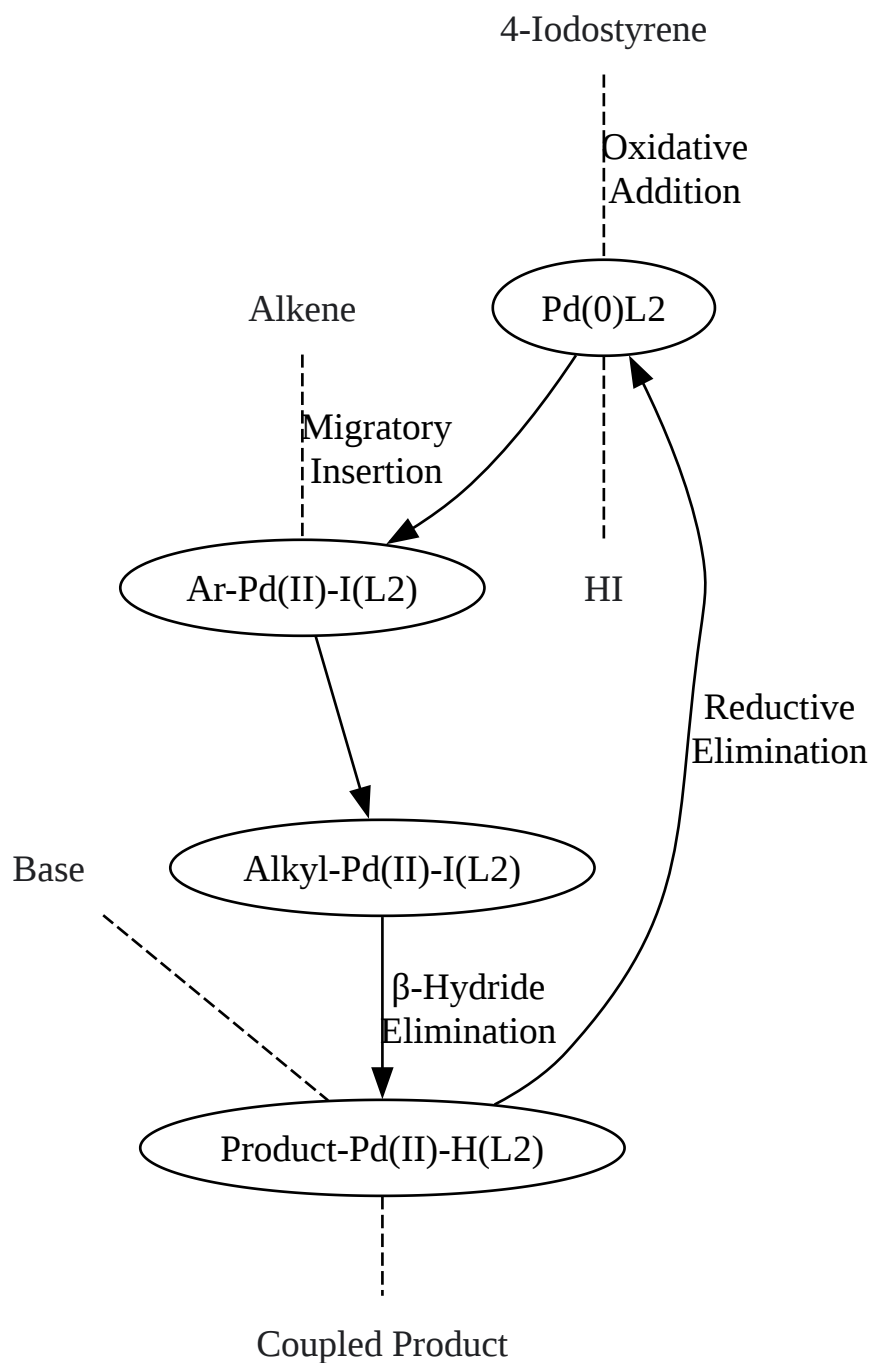 4-Iodostyrene
Oxidative
Addition
Alkene
Pd(0)L2
Migratory
Insertion
Ar-Pd(II)-I(L2)
HI
Reductive
Elimination
Base
Alkyl-Pd(II)-I(L2)
β-Hydride
Elimination
Product-Pd(II)-H(L2)
Coupled Product